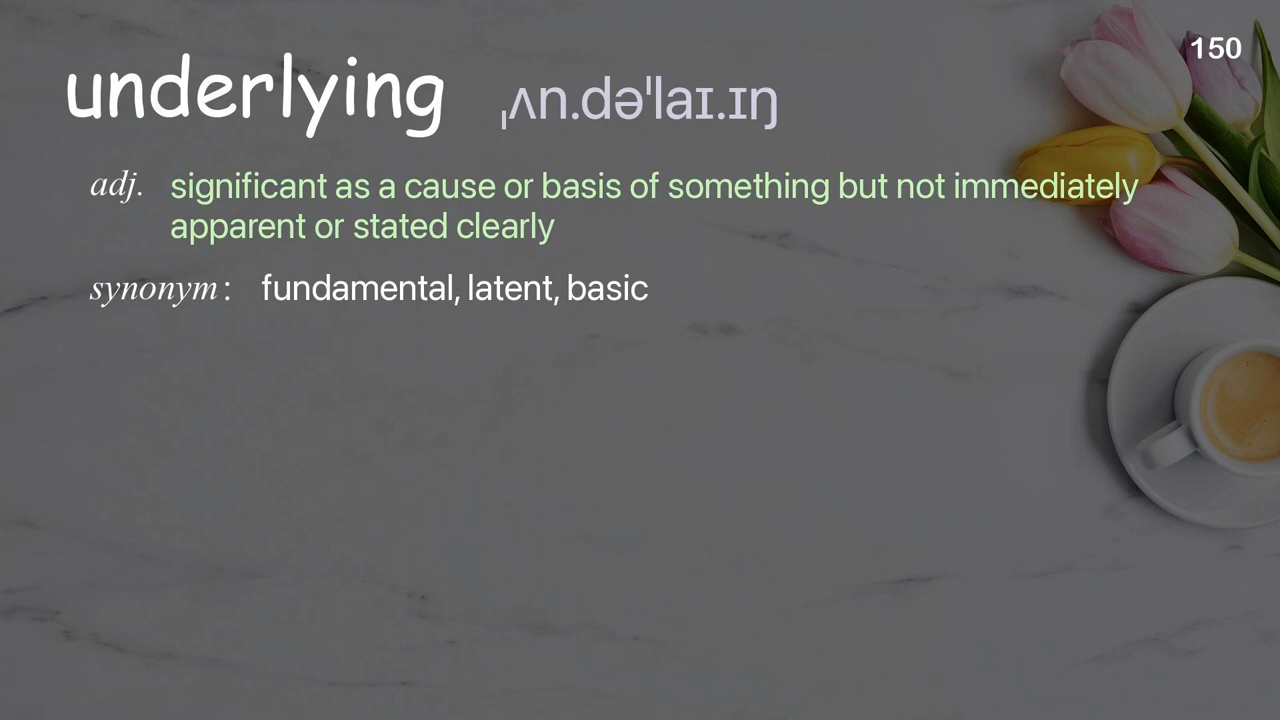 150
underlying ˌʌn.dəˈlaɪ.ɪŋ
adj. significant as a cause or basis of something but not immediately
apparent or stated clearly
synonym: fundamental, latent, basic